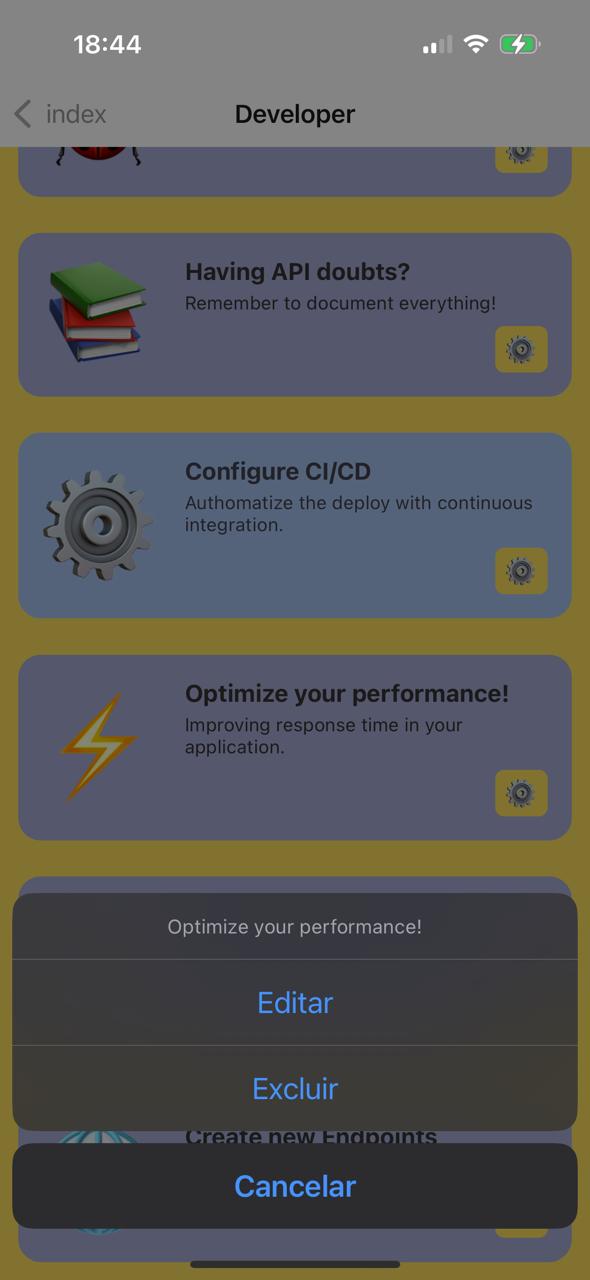 18:44
index
Developer
Having API doubts?
Remember to document everything!
Configure CI/CD
Authomatize the deploy with continuous
integration.
Optimize your performance!
Improving response time in your
application.
Optimize your performance!
Editar
Excluir
Create new Endpoints
Cancelar